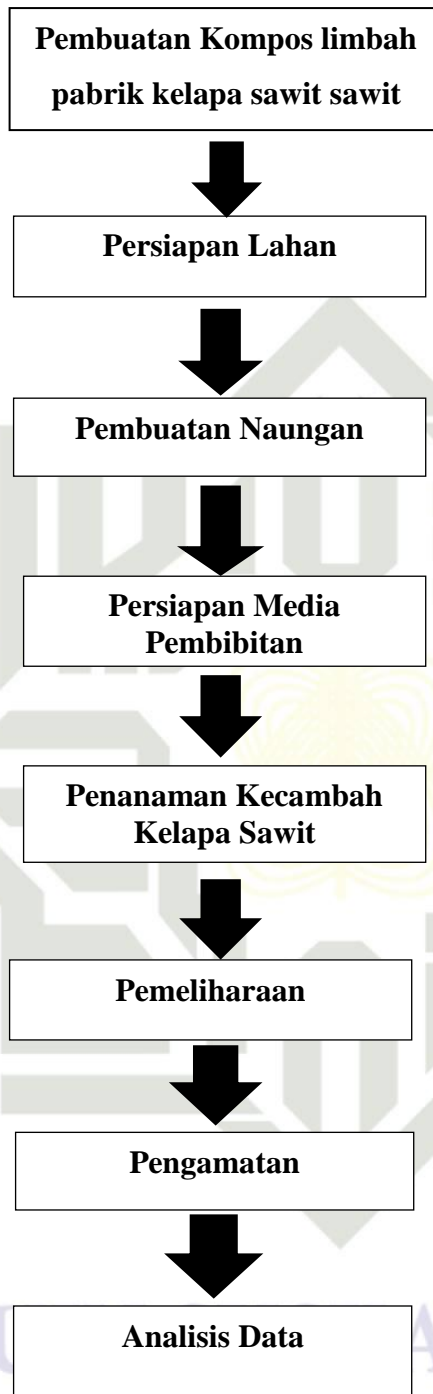 Pembuatan Kompos limbah
pabrik kelapa sawit sawit
Persiapan Lahan
Pembuatan Naungan
Persiapan Media
Pembibitan
Penanaman Kecambah
Kelapa Sawit
Pemeliharaan
Pengamatan
Analisis Data